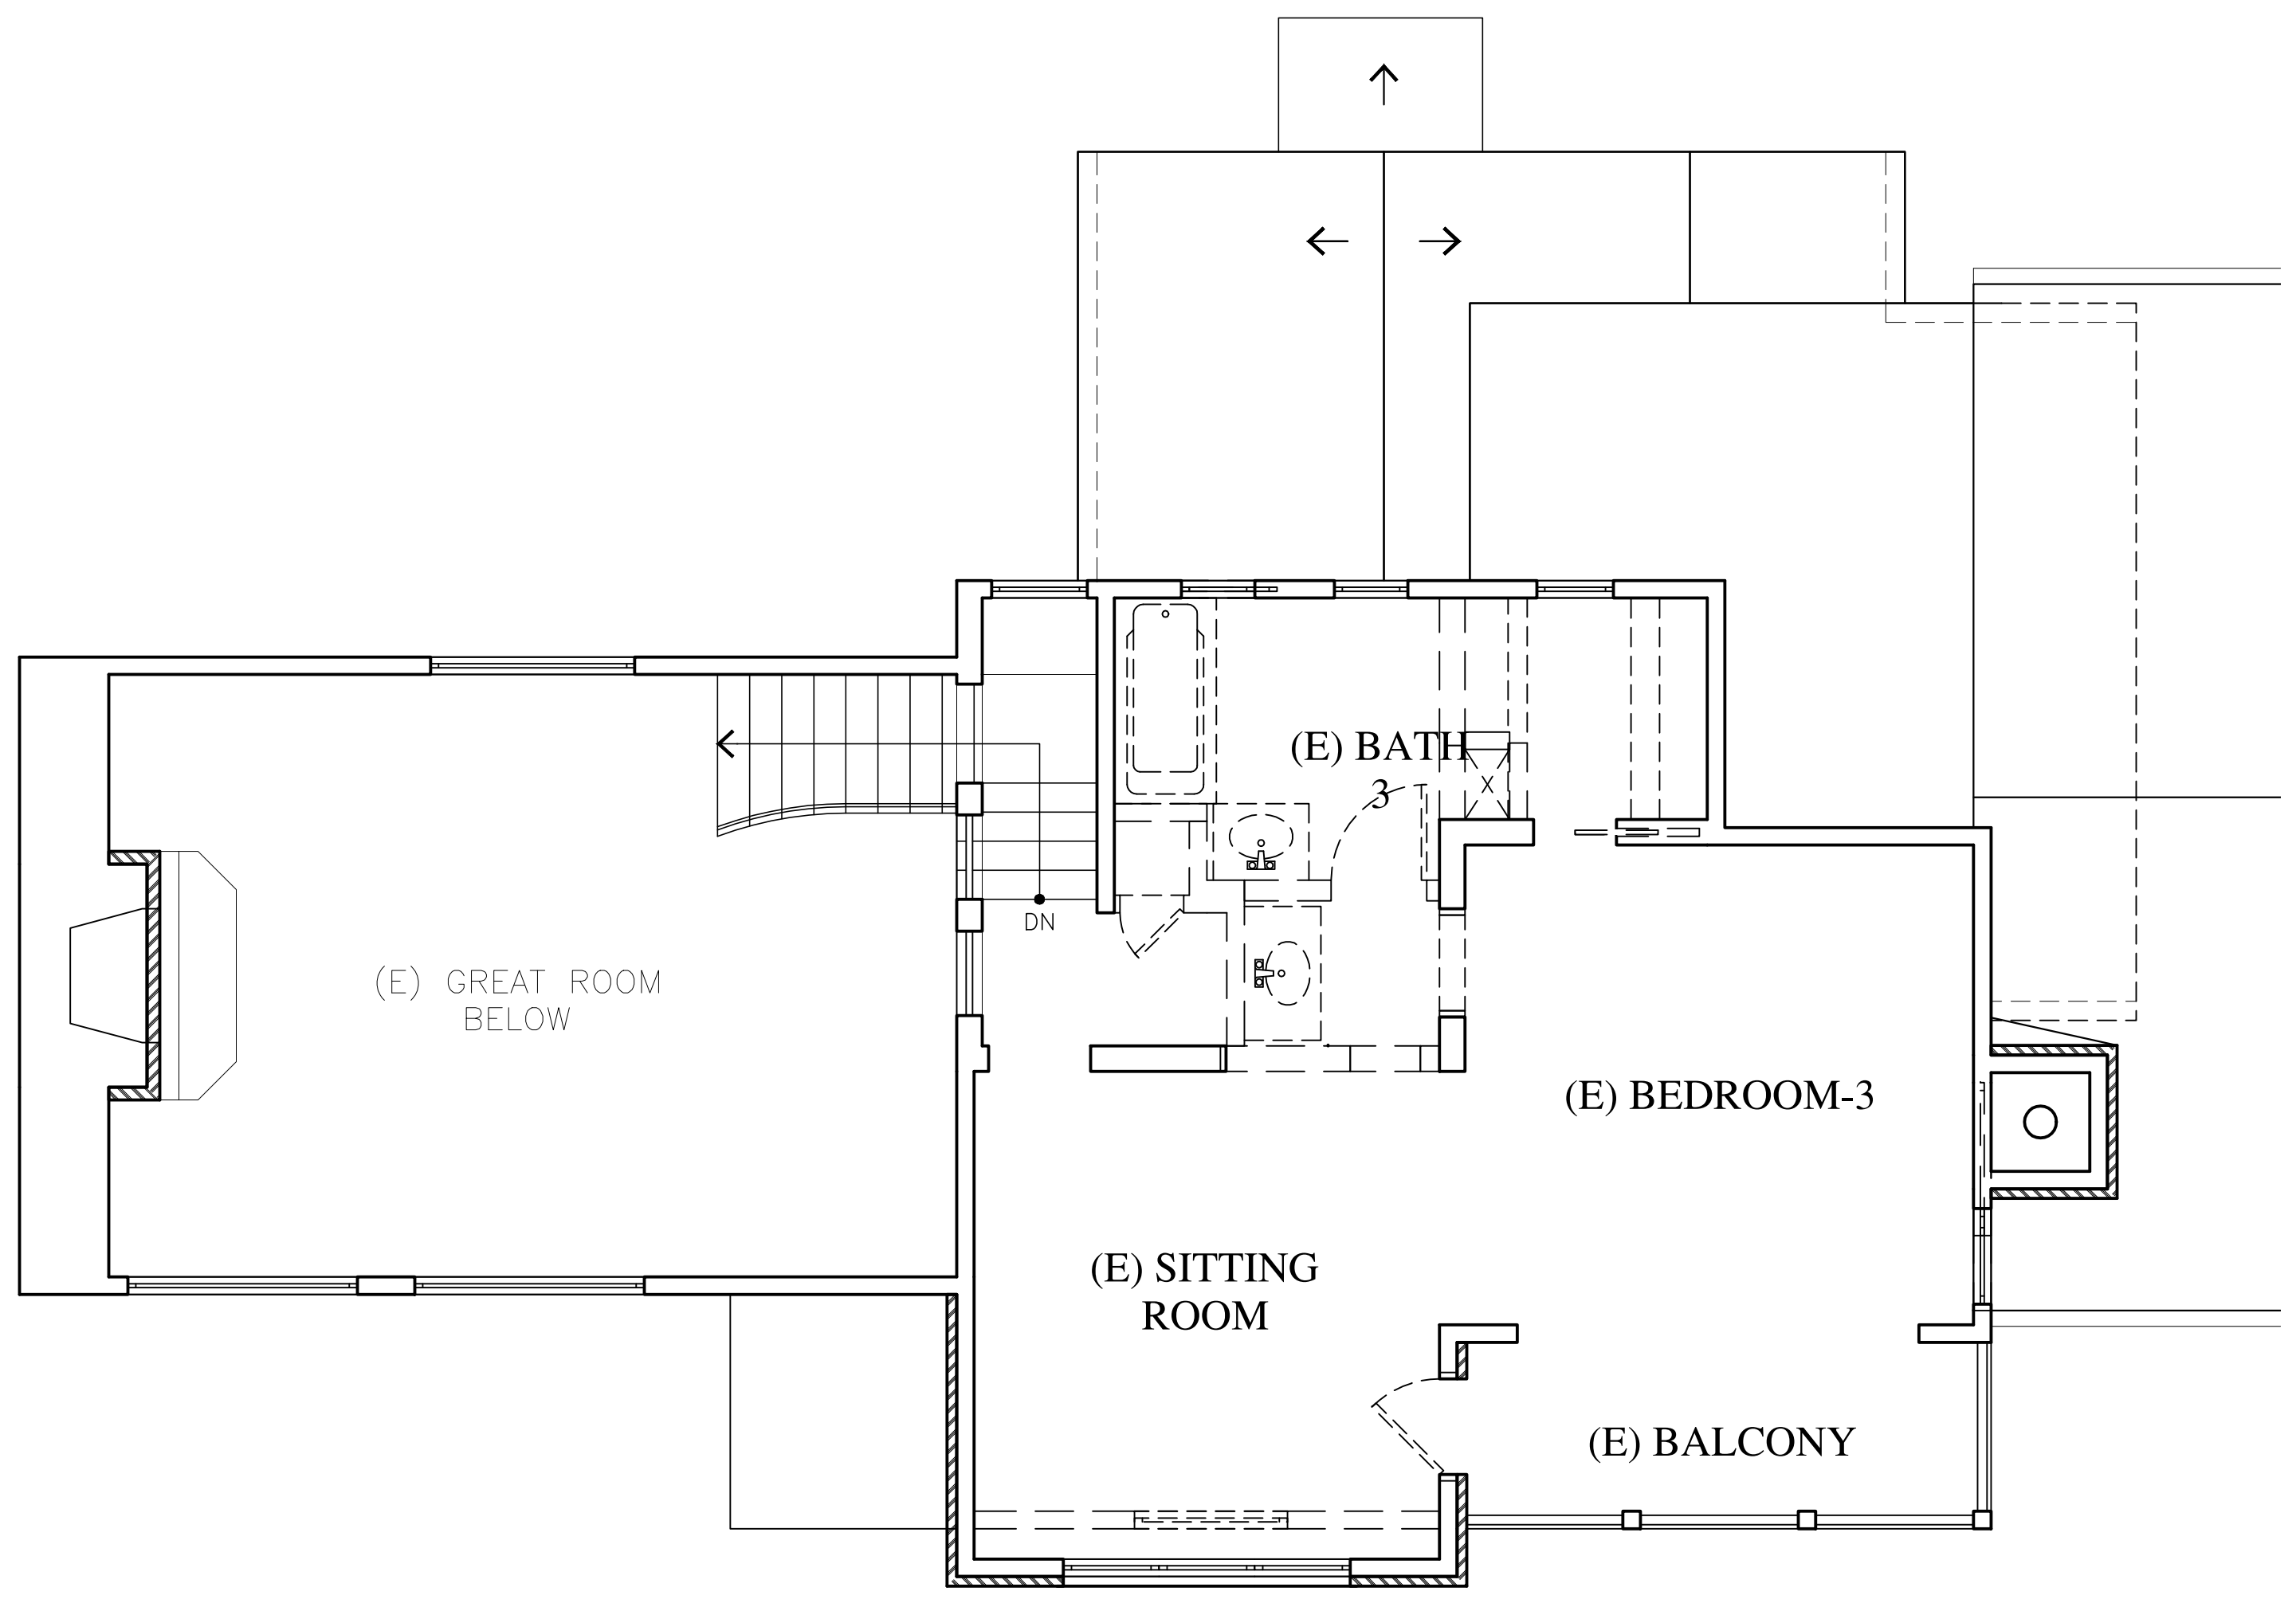 (E) BATH
3
DN
(E) GREAT ROOM
BELOW
(E) BEDROOM-3
(E) SITTING
ROOM
(E) BALCONY